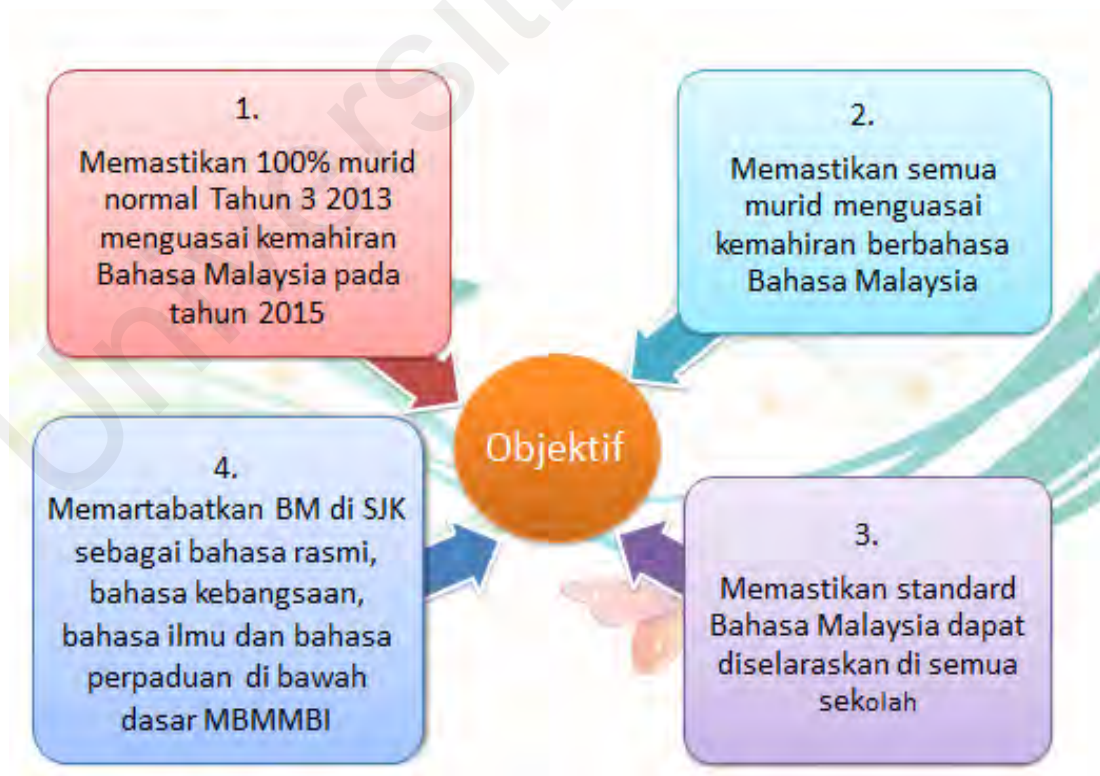 1.
Memastikan 100% murid
normal Tahun 3 2013
menguasai kemahiran
Bahasa Malaysia pada
tahun 2015
2.
Memastikan semua
murid menguasai
kemahiran berbahasa
Bahasa Malaysia
Objektif
3.
Memastikan standard
Bahasa Malaysia dapat
diselaraskan di semua
sekolah
4.
Memartabatkan BM di SJK
sebagai bahasa rasmi,
bahasa kebangsaan,
bahasa ilmu dan bahasa
perpaduan di bawah
dasar MBMMBI